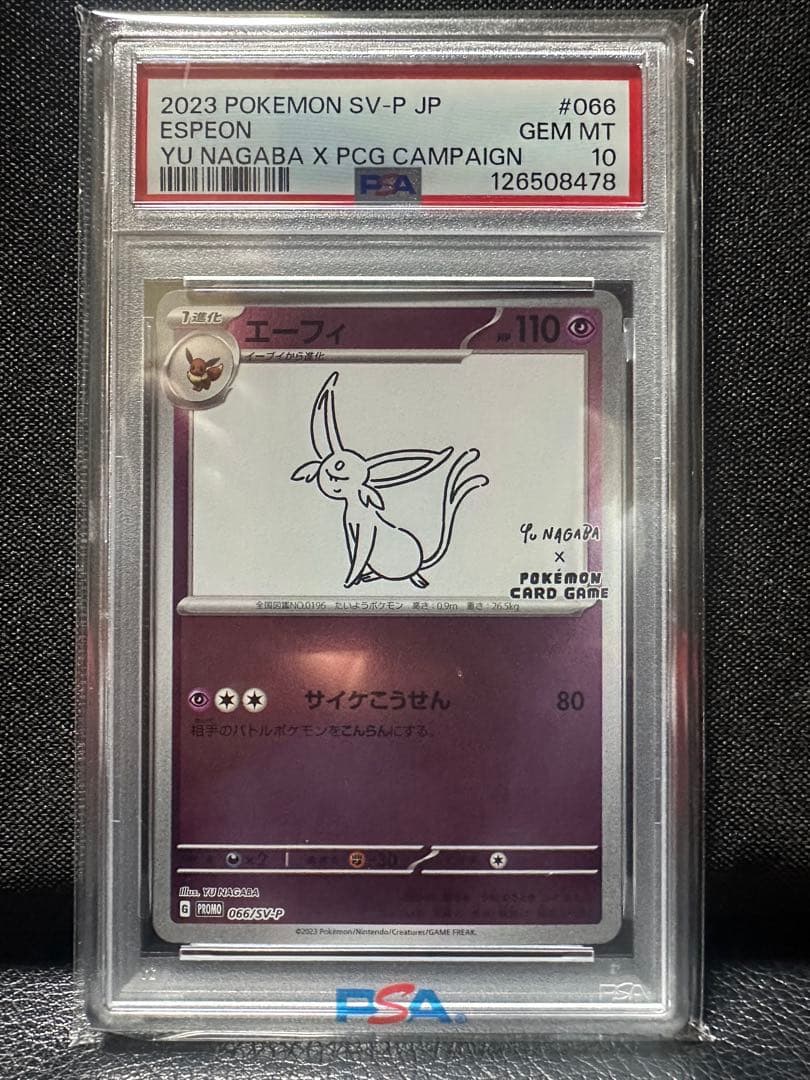 2023 POKEMON SV-P JP #066
ESPEON GEM MT
YU NAGABA X PCG CAMPAIGN 10
PSA 126508478
1進化 エーフィ HP 110
イーブイから進化
Yu NAGABA
X
POKÉMON
CARD GAME
全国図鑑NO.0196 たいようポケモン 高さ:0.9m 重さ:26.5kg
サイケこうせん 80
相手のバトルポケモンをこんらんにする。
×2 -30
Illus. YU NAGABA
G PROMO 066/SV-P
©2023 Pokémon/Nintendo/Creatures/GAME FREAK.
PSA
PSA